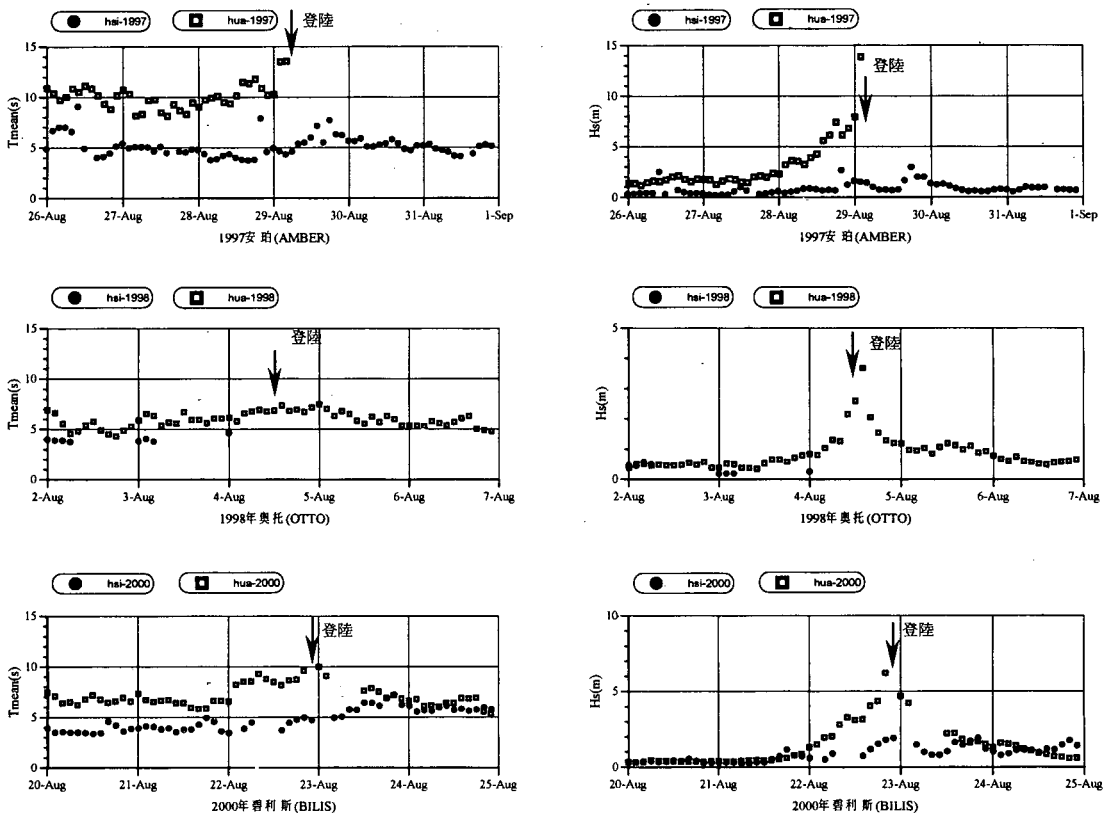 hsi-1997 hua-1997 登陸
Tmean(s)
15
10
5
0
26-Aug 27-Aug 28-Aug 29-Aug 30-Aug 31-Aug 1-Sep
1997安 珀(AMBER)
hsi-1997 hua-1997
登陸
Hs(m)
15
10
5
0
26-Aug 27-Aug 28-Aug 29-Aug 30-Aug 31-Aug 1-Sep
1997安 珀(AMBER)
hsi-1998 hua-1998
登陸
Tmean(s)
15
10
5
0
2-Aug 3-Aug 4-Aug 5-Aug 6-Aug 7-Aug
1998年奧托(OTTO)
hsi-1998 hua-1998
登陸
Hs(m)
5
0
2-Aug 3-Aug 4-Aug 5-Aug 6-Aug 7-Aug
1998年奧托(OTTO)
hsi-2000 hua-2000
登陸
Tmean(s)
15
10
5
0
20-Aug 21-Aug 22-Aug 23-Aug 24-Aug 25-Aug
2000年碧利斯(BILIS)
hsi-2000 hua-2000
登陸
Hs(m)
10
5
0
20-Aug 21-Aug 22-Aug 23-Aug 24-Aug 25-Aug
2000年碧利斯(BILIS)